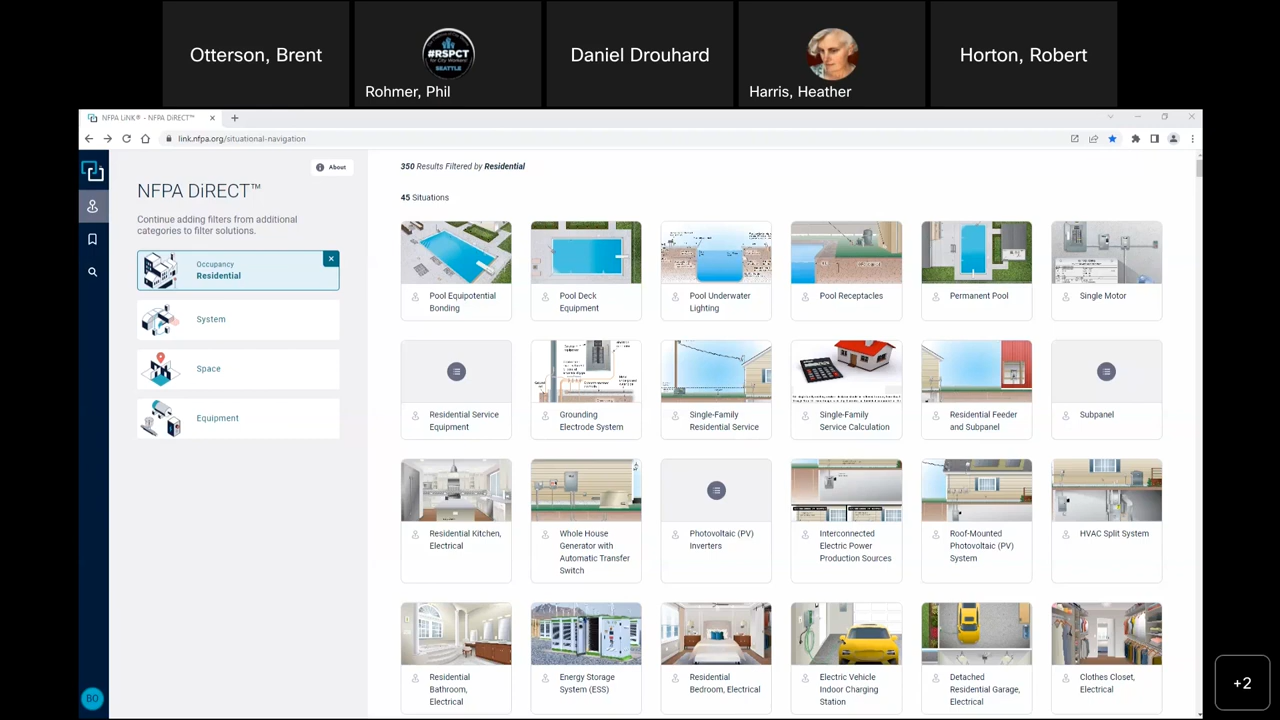 Otterson, Brent
#RSPCT
for City Workers!
SEATTLE
Rohmer, Phil
Daniel Drouhard
Harris, Heather
Horton, Robert
NFPA LiNK® - NFPA DiRECT™
link.nfpa.org/situational-navigation
About
NFPA DiRECT™
Continue adding filters from additional
categories to filter solutions.
Occupancy
Residential
System
Space
Equipment
350 Results Filtered by Residential
45 Situations
Pool Equipotential
Bonding
Pool Deck
Equipment
Pool Underwater
Lighting
Pool Receptacles
Permanent Pool
Single Motor
Residential Service
Equipment
Grounding
Electrode System
Single-Family
Residential Service
Single-Family
Service Calculation
Residential Feeder
and Subpanel
Subpanel
Residential Kitchen,
Electrical
Whole House
Generator with
Automatic Transfer
Switch
Photovoltaic (PV)
Inverters
Interconnected
Electric Power
Production Sources
Roof-Mounted
Photovoltaic (PV)
System
HVAC Split System
Residential
Bathroom,
Electrical
Energy Storage
System (ESS)
Residential
Bedroom, Electrical
Electric Vehicle
Indoor Charging
Station
Detached
Residential Garage,
Electrical
Clothes Closet,
Electrical
BO
+2